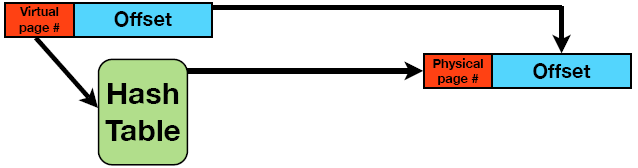 Virtual
page #
Offset
Hash
Table
Physical
page #
Offset